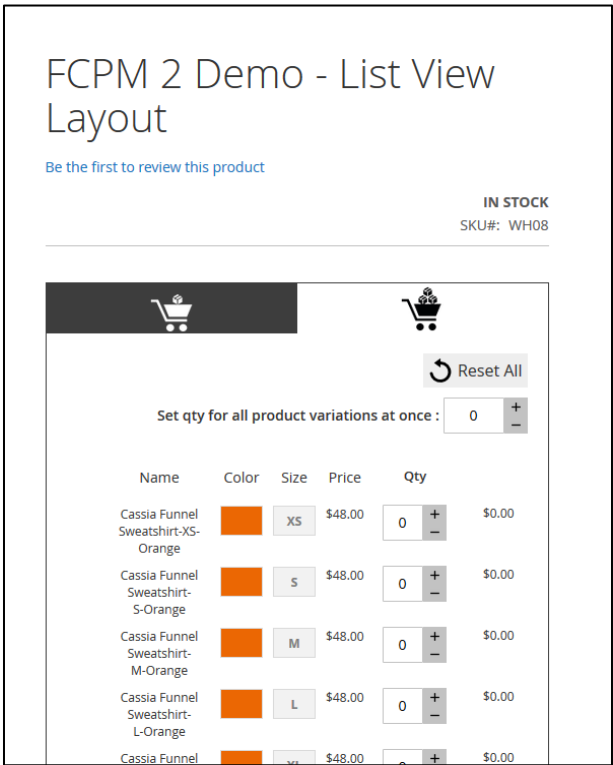 FCPM 2 Demo - List View
Layout
Be the first to review this product
IN STOCK
SKU#: WH08
Reset All
Set qty for all product variations at once : 0 + −
Name Color Size Price Qty
Cassia Funnel
Sweatshirt-XS-
Orange
XS $48.00 0 + − $0.00
Cassia Funnel
Sweatshirt-
S-Orange
S $48.00 0 + − $0.00
Cassia Funnel
Sweatshirt-
M-Orange
M $48.00 0 + − $0.00
Cassia Funnel
Sweatshirt-
L-Orange
L $48.00 0 + − $0.00
Cassia Funnel
$48.00 + $0.00